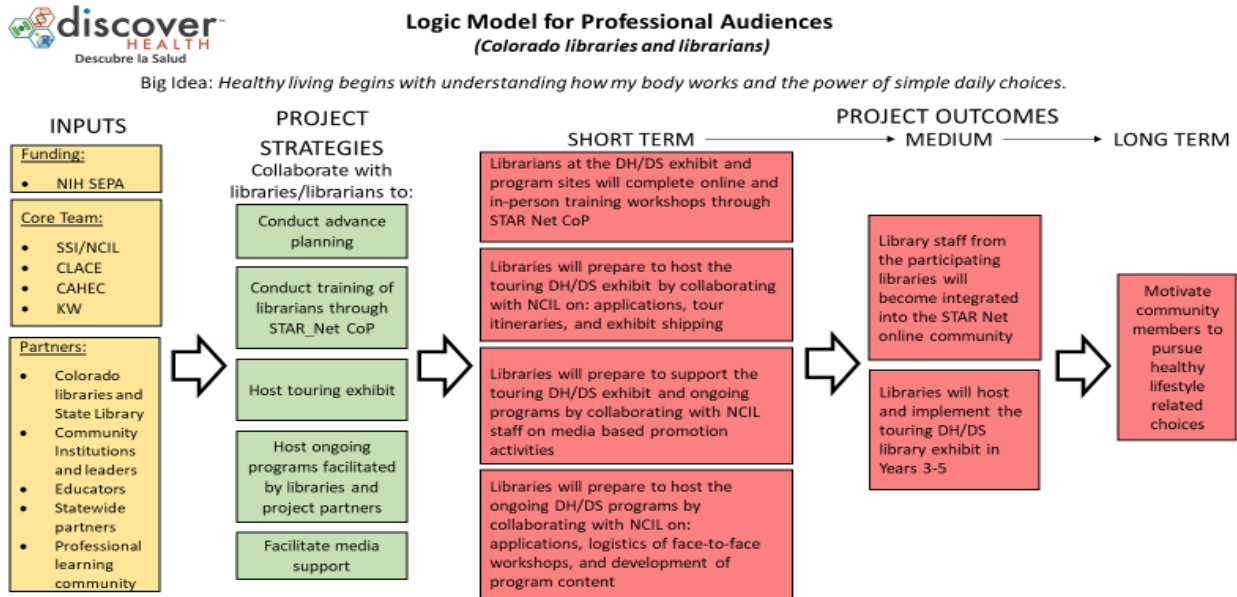 discover™
HEALTH
Descubre la Salud
Logic Model for Professional Audiences
(Colorado libraries and librarians)
Big Idea: Healthy living begins with understanding how my body works and the power of simple daily choices.
INPUTS
Funding:
• NIH SEPA
Core Team:
• SSI/NCIL
• CLACE
• CAHEC
• KW
Partners:
• Colorado
libraries and
State Library
• Community
Institutions
and leaders
• Educators
• Statewide
partners
• Professional
learning
community
PROJECT
STRATEGIES
Collaborate with
libraries/librarians to:
Conduct advance
planning
Conduct training of
librarians through
STAR_Net CoP
Host touring exhibit
Host ongoing
programs facilitated
by libraries and
project partners
Facilitate media
support
PROJECT OUTCOMES
SHORT TERM
Librarians at the DH/DS exhibit and
program sites will complete online and
in-person training workshops through
STAR Net CoP
Libraries will prepare to host the
touring DH/DS exhibit by collaborating
with NCIL on: applications, tour
itineraries, and exhibit shipping
Libraries will prepare to support the
touring DH/DS exhibit and ongoing
programs by collaborating with NCIL
staff on media based promotion
activities
Libraries will prepare to host the
ongoing DH/DS programs by
collaborating with NCIL on:
applications, logistics of face-to-face
workshops, and development of
program content
MEDIUM
Library staff from
the participating
libraries will
become integrated
into the STAR Net
online community
Libraries will host
and implement the
touring DH/DS
library exhibit in
Years 3-5
LONG TERM
Motivate
community
members to
pursue
healthy
lifestyle
related
choices